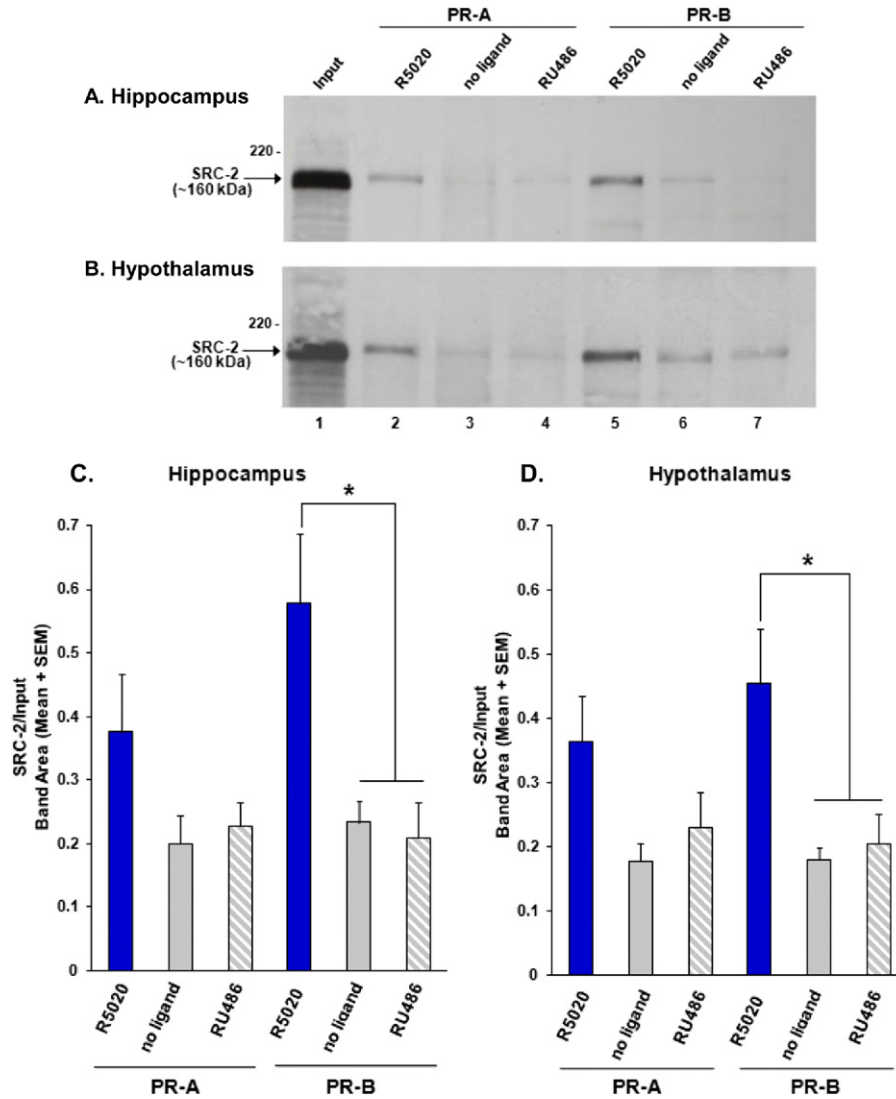 PR-A PR-B
Input R5020 no ligand RU486 R5020 no ligand RU486
A. Hippocampus
220 -
SRC-2
(~160 kDa)
B. Hypothalamus
220 -
SRC-2
(~160 kDa)
1 2 3 4 5 6 7
C. Hippocampus
*
0.7
0.6
0.5
0.4
0.3
0.2
0.1
0
SRC-2/Input
Band Area (Mean + SEM)
R5020 no ligand RU486 R5020 no ligand RU486
PR-A PR-B
D. Hypothalamus
*
0.7
0.6
0.5
0.4
0.3
0.2
0.1
0
SRC-2/Input
Band Area (Mean + SEM)
R5020 no ligand RU486 R5020 no ligand RU486
PR-A PR-B